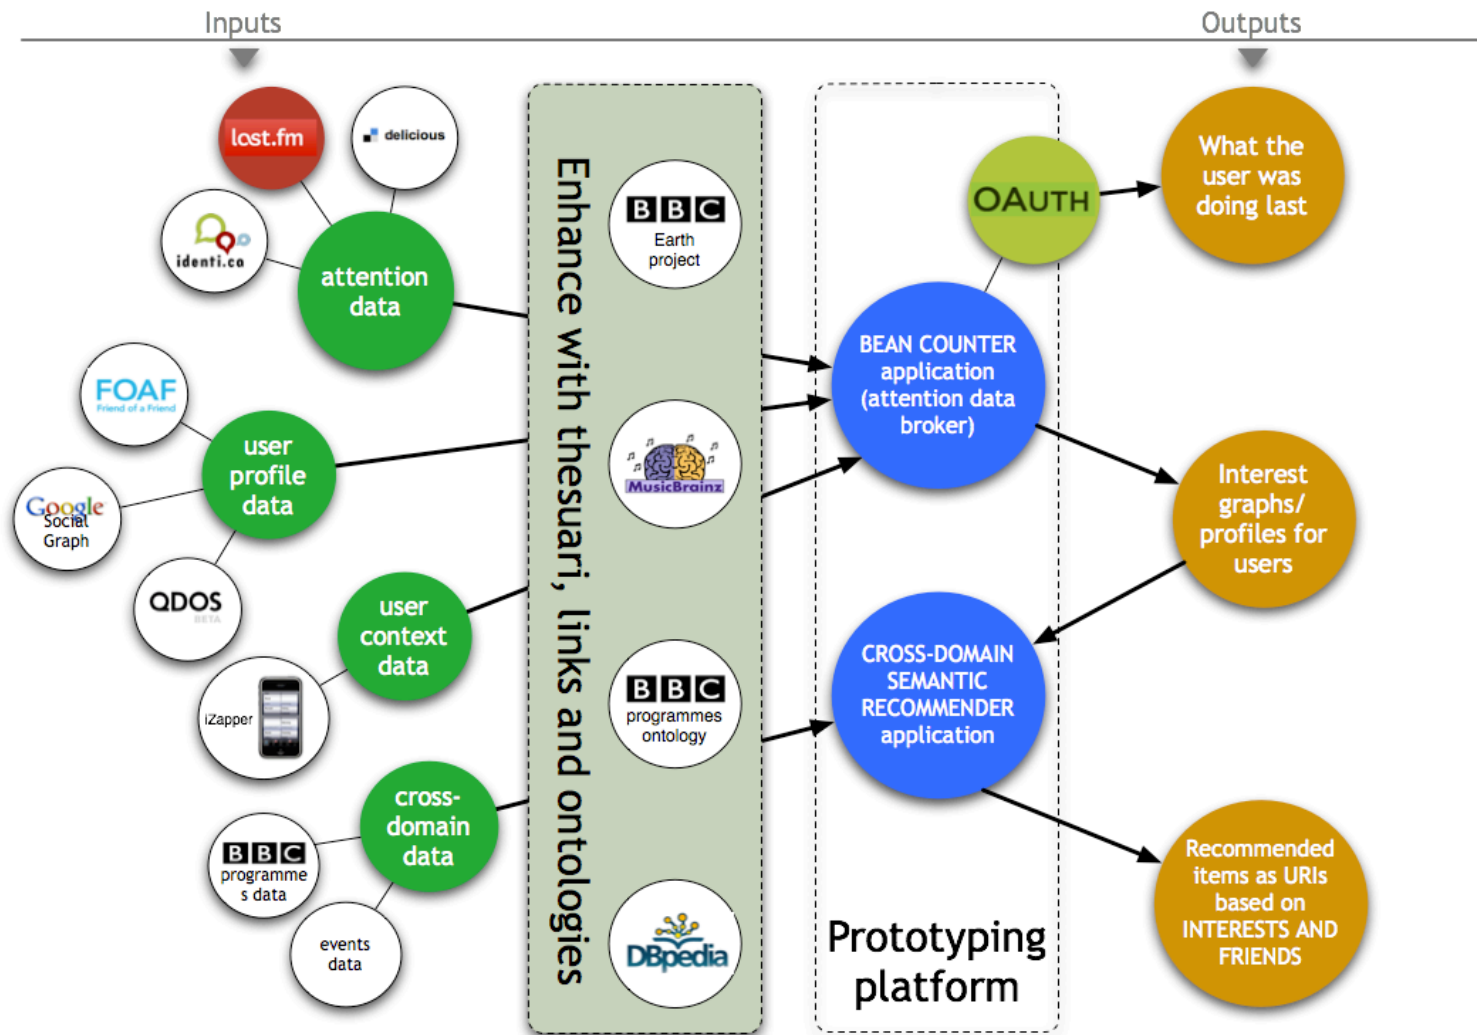 Inputs
Outputs
last.fm
delicious
identi.ca
attention
data
FOAF
Friend of a Friend
user
profile
data
Google
Social
Graph
QDOS
BETA
user
context
data
iZapper
cross-
domain
data
BBC
programme
s data
events
data
Enhance with thesuari, links and ontologies
BBC
Earth
project
MusicBrainz
BBC
programmes
ontology
DBpedia
OAUTH
BEAN COUNTER
application
(attention data
broker)
CROSS-DOMAIN
SEMANTIC
RECOMMENDER
application
Prototyping
platform
What the
user was
doing last
Interest
graphs/
profiles for
users
Recommended
items as URIs
based on
INTERESTS AND
FRIENDS